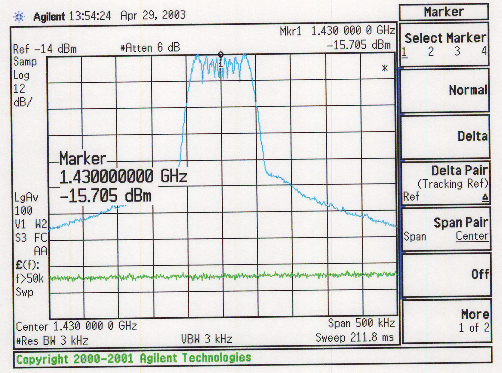 Agilent 13:54:24 Apr 29, 2003
Marker
Mkr1 1.430 000 0 GHz
Ref -14 dBm #Atten 6 dB -15.705 dBm
Select Marker
1 2 3 4
Samp
Log
12
dB/
*
Normal
Delta
Marker
1.430000000 GHz
-15.705 dBm
Delta Pair
(Tracking Ref)
Ref Δ
LgAv
100
V1 W2
S3 FC
AA
Span Pair
Span Center
£(f):
f>50k
Swp
Off
Center 1.430 000 0 GHz Span 500 kHz
#Res BW 3 kHz VBW 3 kHz Sweep 211.8 ms
More
1 of 2
Copyright 2000-2001 Agilent Technologies